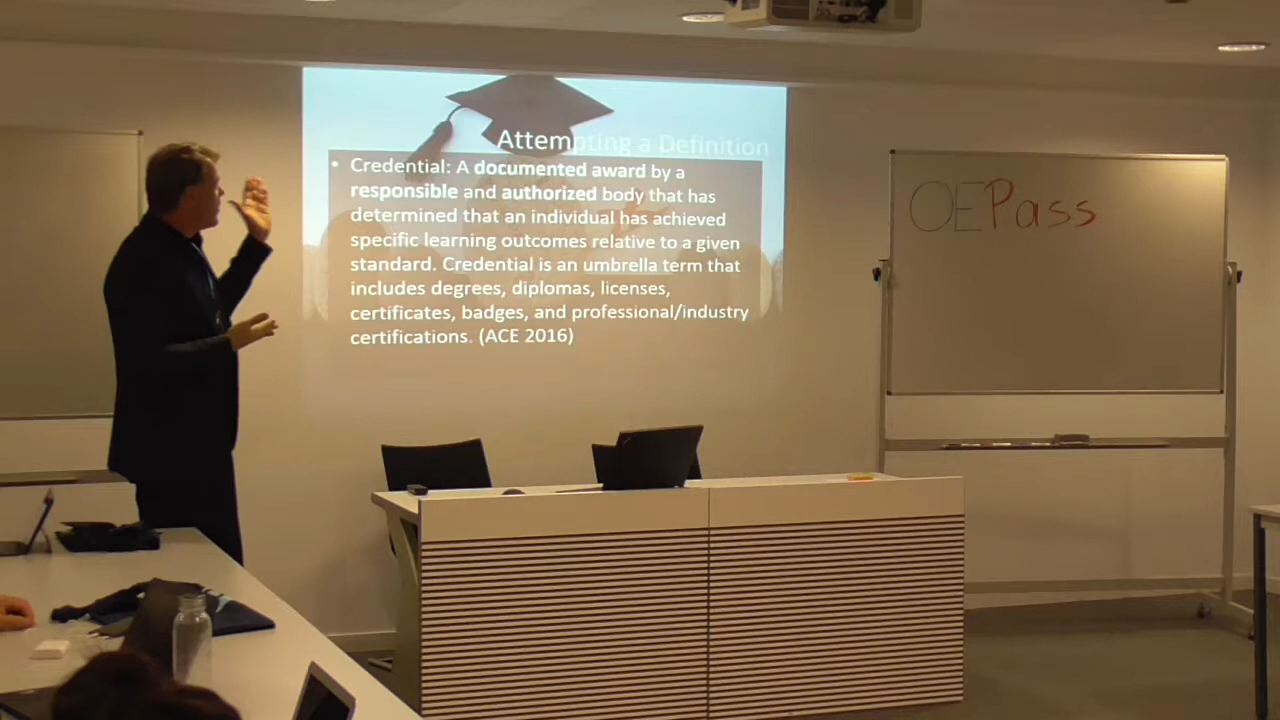 Attempting a Definition
• Credential: A documented award by a
responsible and authorized body that has
determined that an individual has achieved
specific learning outcomes relative to a given
standard. Credential is an umbrella term that
includes degrees, diplomas, licenses,
certificates, badges, and professional/industry
certifications. (ACE 2016)
OEPass